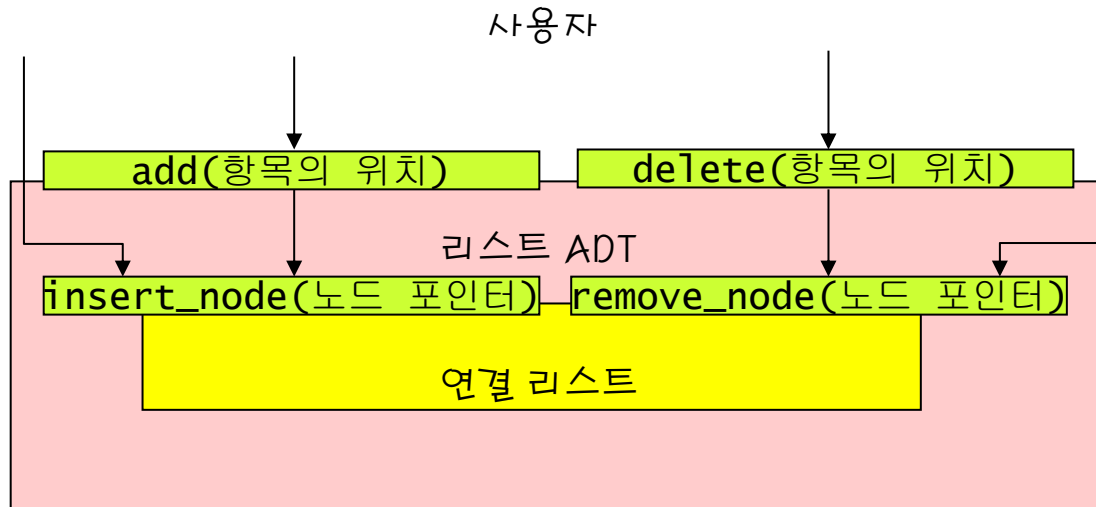 사용자
add(항목의 위치)
delete(항목의 위치)
리스트 ADT
insert_node(노드 포인터)
remove_node(노드 포인터)
연결 리스트